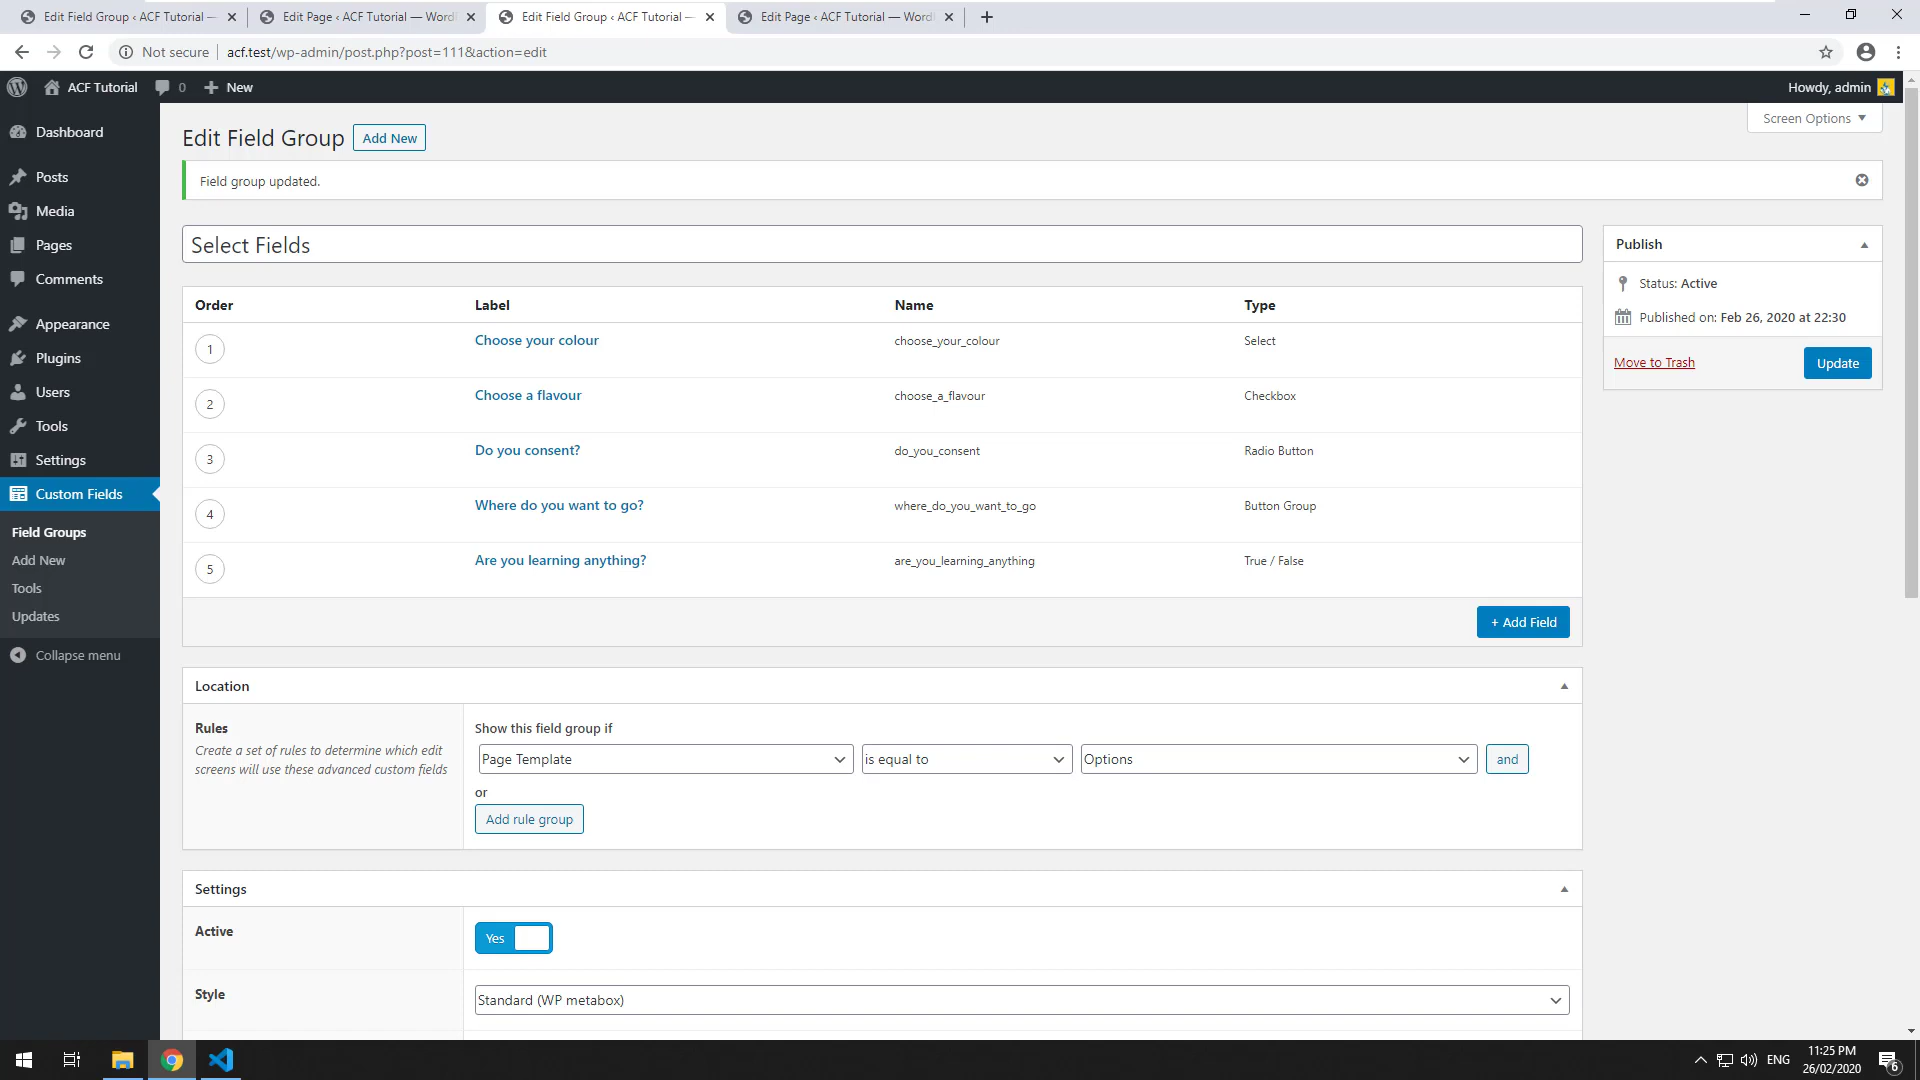 Edit Field Group ‹ ACF Tutorial —
Edit Page ‹ ACF Tutorial — Word
Edit Field Group ‹ ACF Tutorial —
Edit Page ‹ ACF Tutorial — Word
Not secure
acf.test/wp-admin/post.php?post=111&action=edit
ACF Tutorial
0
New
Howdy, admin
Dashboard
Posts
Media
Pages
Comments
Appearance
Plugins
Users
Tools
Settings
Custom Fields
Field Groups
Add New
Tools
Updates
Collapse menu
Screen Options
Edit Field Group
Add New
Field group updated.
Select Fields
Order Label Name Type
1 Choose your colour choose_your_colour Select
2 Choose a flavour choose_a_flavour Checkbox
3 Do you consent? do_you_consent Radio Button
4 Where do you want to go? where_do_you_want_to_go Button Group
5 Are you learning anything? are_you_learning_anything True / False
+ Add Field
Publish
Status: Active
Published on: Feb 26, 2020 at 22:30
Move to Trash
Update
Location
Rules
Create a set of rules to determine which edit
screens will use these advanced custom fields
Show this field group if
Page Template is equal to Options and
or
Add rule group
Settings
Active
Yes
Style
Standard (WP metabox)
ENG
11:25 PM
26/02/2020
6